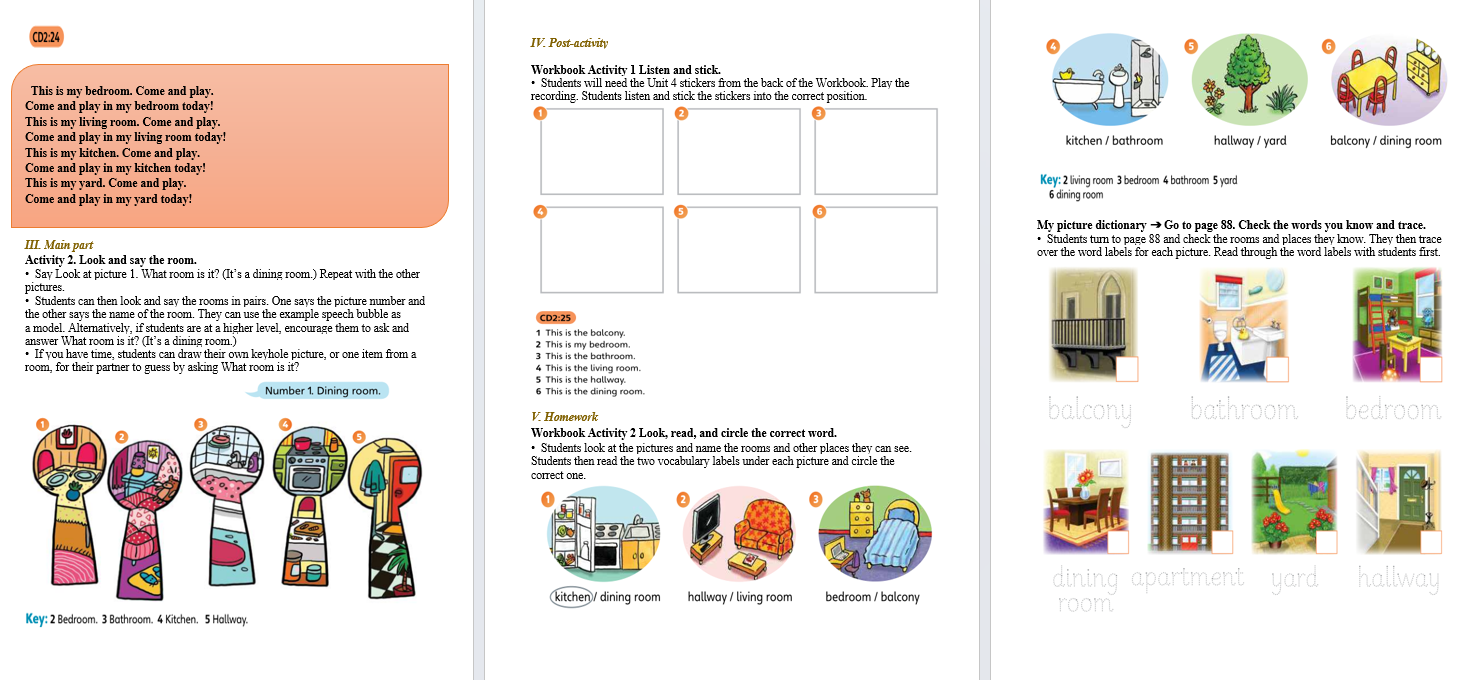 CD2:24
This is my bedroom. Come and play.
Come and play in my bedroom today!
This is my living room. Come and play.
Come and play in my living room today!
This is my kitchen. Come and play.
Come and play in my kitchen today!
This is my yard. Come and play.
Come and play in my yard today!
III. Main part
Activity 2. Look and say the room.
• Say Look at picture 1. What room is it? (It's a dining room.) Repeat with the other
pictures.
• Students can then look and say the rooms in pairs. One says the picture number and
the other says the name of the room. They can use the example speech bubble as
a model. Alternatively, if students are at a higher level, encourage them to ask and
answer What room is it? (It's a dining room.)
• If you have time, students can draw their own keyhole picture, or one item from a
room, for their partner to guess by asking What room is it?
Number 1. Dining room.
1
2
3
4
5
Key: 2 Bedroom. 3 Bathroom. 4 Kitchen. 5 Hallway.
IV. Post-activity
Workbook Activity 1 Listen and stick.
• Students will need the Unit 4 stickers from the back of the Workbook. Play the
recording. Students listen and stick the stickers into the correct position.
1 2 3
4 5 6
CD2:25
1 This is the balcony.
2 This is my bedroom.
3 This is the bathroom.
4 This is the living room.
5 This is the hallway.
6 This is the dining room.
V. Homework
Workbook Activity 2 Look, read, and circle the correct word.
• Students look at the pictures and name the rooms and other places they can see.
Students then read the two vocabulary labels under each picture and circle the
correct one.
1 2 3
kitchen / dining room hallway / living room bedroom / balcony
4 5 6
kitchen / bathroom hallway / yard balcony / dining room
Key: 2 living room 3 bedroom 4 bathroom 5 yard
6 dining room
My picture dictionary ➔ Go to page 88. Check the words you know and trace.
• Students turn to page 88 and check the rooms and places they know. They then trace
over the word labels for each picture. Read through the word labels with students first.
balcony bathroom bedroom
dining room apartment yard hallway